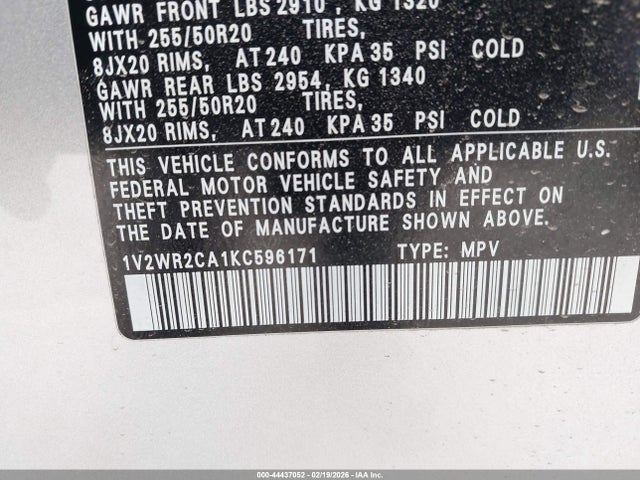 GAWR FRONT LBS 2910 , KG 1320
WITH 255/50R20 TIRES,
8JX20 RIMS, AT 240 KPA 35 PSI COLD
GAWR REAR LBS 2954, KG 1340
WITH 255/50R20 TIRES,
8JX20 RIMS, AT 240 KPA 35 PSI COLD
THIS VEHICLE CONFORMS TO ALL APPLICABLE U.S.
FEDERAL MOTOR VEHICLE SAFETY AND
THEFT PREVENTION STANDARDS IN EFFECT ON
THE DATE OF MANUFACTURE SHOWN ABOVE.
1V2WR2CA1KC596171 TYPE: MPV
000-44437052 - 02/19/2026 - IAA Inc.